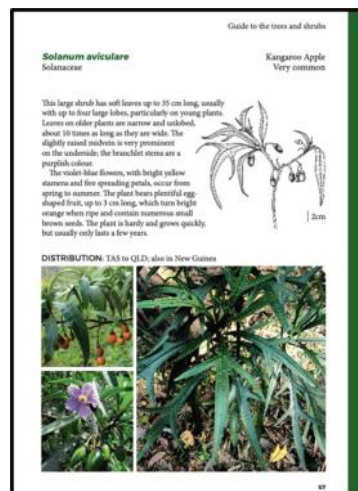 Guide to the trees and shrubs
Solanum aviculare
Kangaroo Apple
Solanaceae
Very common
This large shrub has soft leaves up to 35 cm long, usually
with up to four large lobes, particularly on young plants.
Leaves on older plants are narrow and unlobed,
about 10 times as long as they are wide. The
slightly raised midvein is very prominent
on the underside; the branchlet stems are a
purplish colour.
The violet-blue flowers, with bright yellow
stamens and five spreading petals, occur from
spring to summer. The plant bears plentiful egg-
shaped fruit, up to 3 cm long, which turn bright
orange when ripe and contain numerous small
brown seeds. The plant is hardy and grows quickly,
but usually only lasts a few years.
2cm
DISTRIBUTION: TAS to QLD; also in New Guinea
57